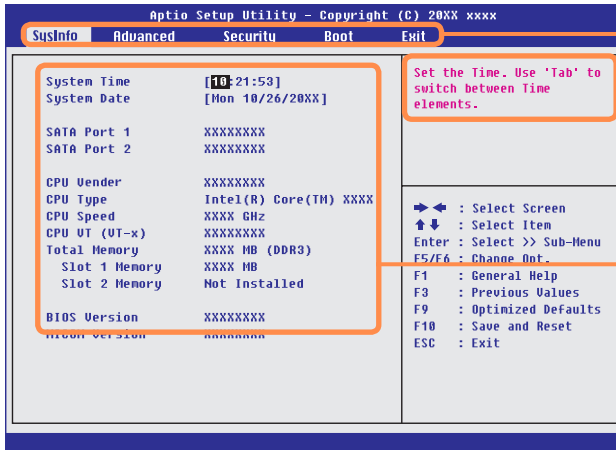 Aptio Setup Utility – Copyright (C) 20XX xxxx
SysInfo Advanced Security Boot Exit
System Time [10:21:53]
System Date [Mon 10/26/20XX]
SATA Port 1 XXXXXXXX
SATA Port 2 XXXXXXXX
CPU Vender XXXXXXXX
CPU Type Intel(R) Core(TM) XXXX
CPU Speed XXXX GHz
CPU VT (VT-x) XXXXXXXX
Total Memory XXXX MB (DDR3)
Slot 1 Memory XXXX MB
Slot 2 Memory Not Installed
BIOS Version XXXXXXXX
MICOM Version XXXXXXXX
Set the Time. Use 'Tab' to
switch between Time
elements.
: Select Screen
: Select Item
Enter : Select >> Sub-Menu
F5/F6 : Change Opt.
F1 : General Help
F3 : Previous Values
F9 : Optimized Defaults
F10 : Save and Reset
ESC : Exit